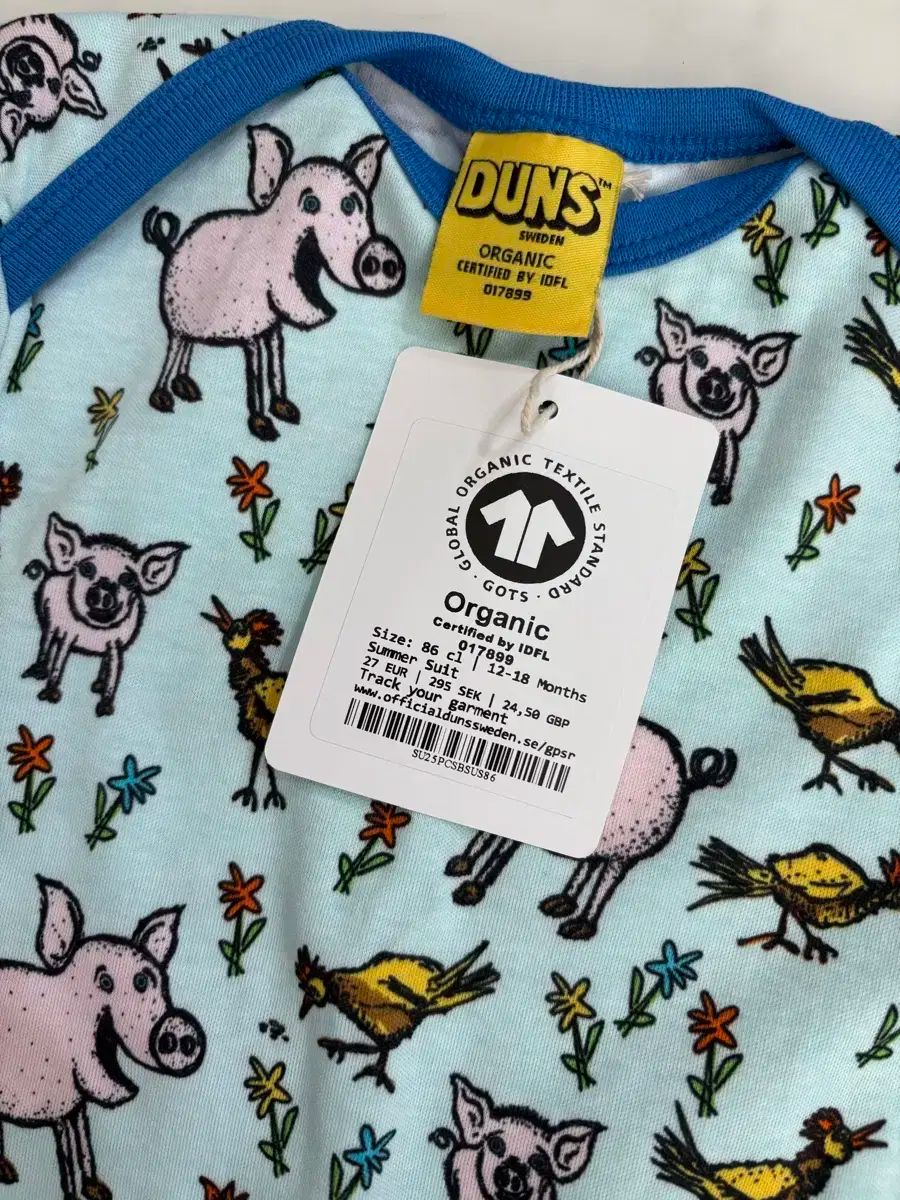 DUNS™
SWEDEN
ORGANIC
CERTIFIED BY IDFL
017899
GLOBAL ORGANIC TEXTILE STANDARD · GOTS ·
Organic
Certified by IDFL
017899
Size: 86 cl | 12-18 Months
Summer Suit
27 EUR | 295 SEK | 24,50 GBP
Track your garment
www.officialdunssweden.se/gpsr
SU25PCSBSUS86